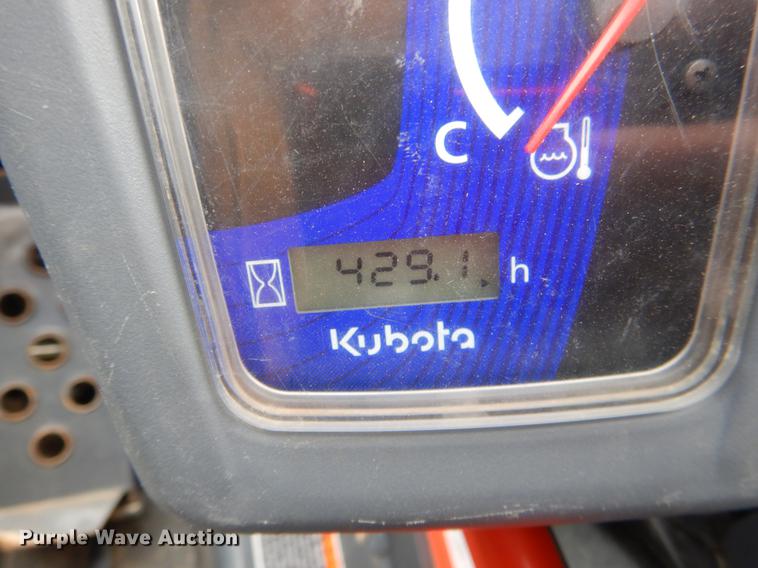 C
429.1 h
Kubota
Purple Wave Auction